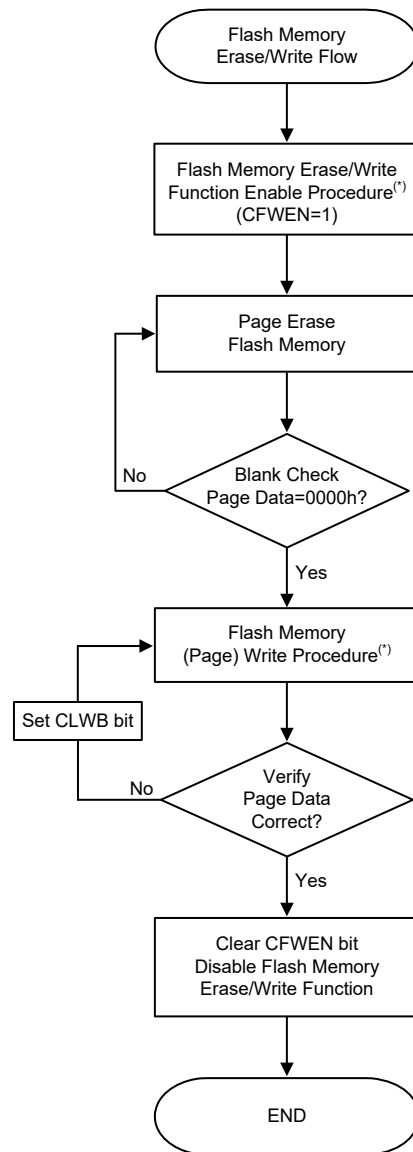 Flash Memory
Erase/Write Flow
Flash Memory Erase/Write
Function Enable Procedure(*)
(CFWEN=1)
Page Erase
Flash Memory
No
Blank Check
Page Data=0000h?
Yes
Flash Memory
(Page) Write Procedure(*)
Set CLWB bit
No
Verify
Page Data
Correct?
Yes
Clear CFWEN bit
Disable Flash Memory
Erase/Write Function
END